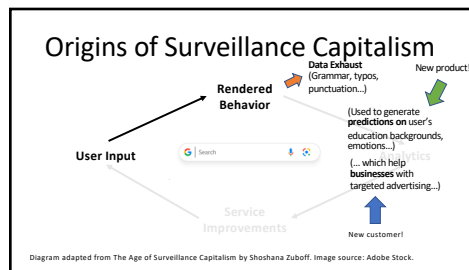 Origins of Surveillance Capitalism
Data Exhaust
(Grammar, typos,
punctuation...)
New product!
Rendered
Behavior
(Used to generate
predictions on user's
education backgrounds,
emotions...)
User Input
G Search
Analytics
(... which help
businesses with
targeted advertising...)
Service
Improvements
New customer!
Diagram adapted from The Age of Surveillance Capitalism by Shoshana Zuboff. Image source: Adobe Stock.